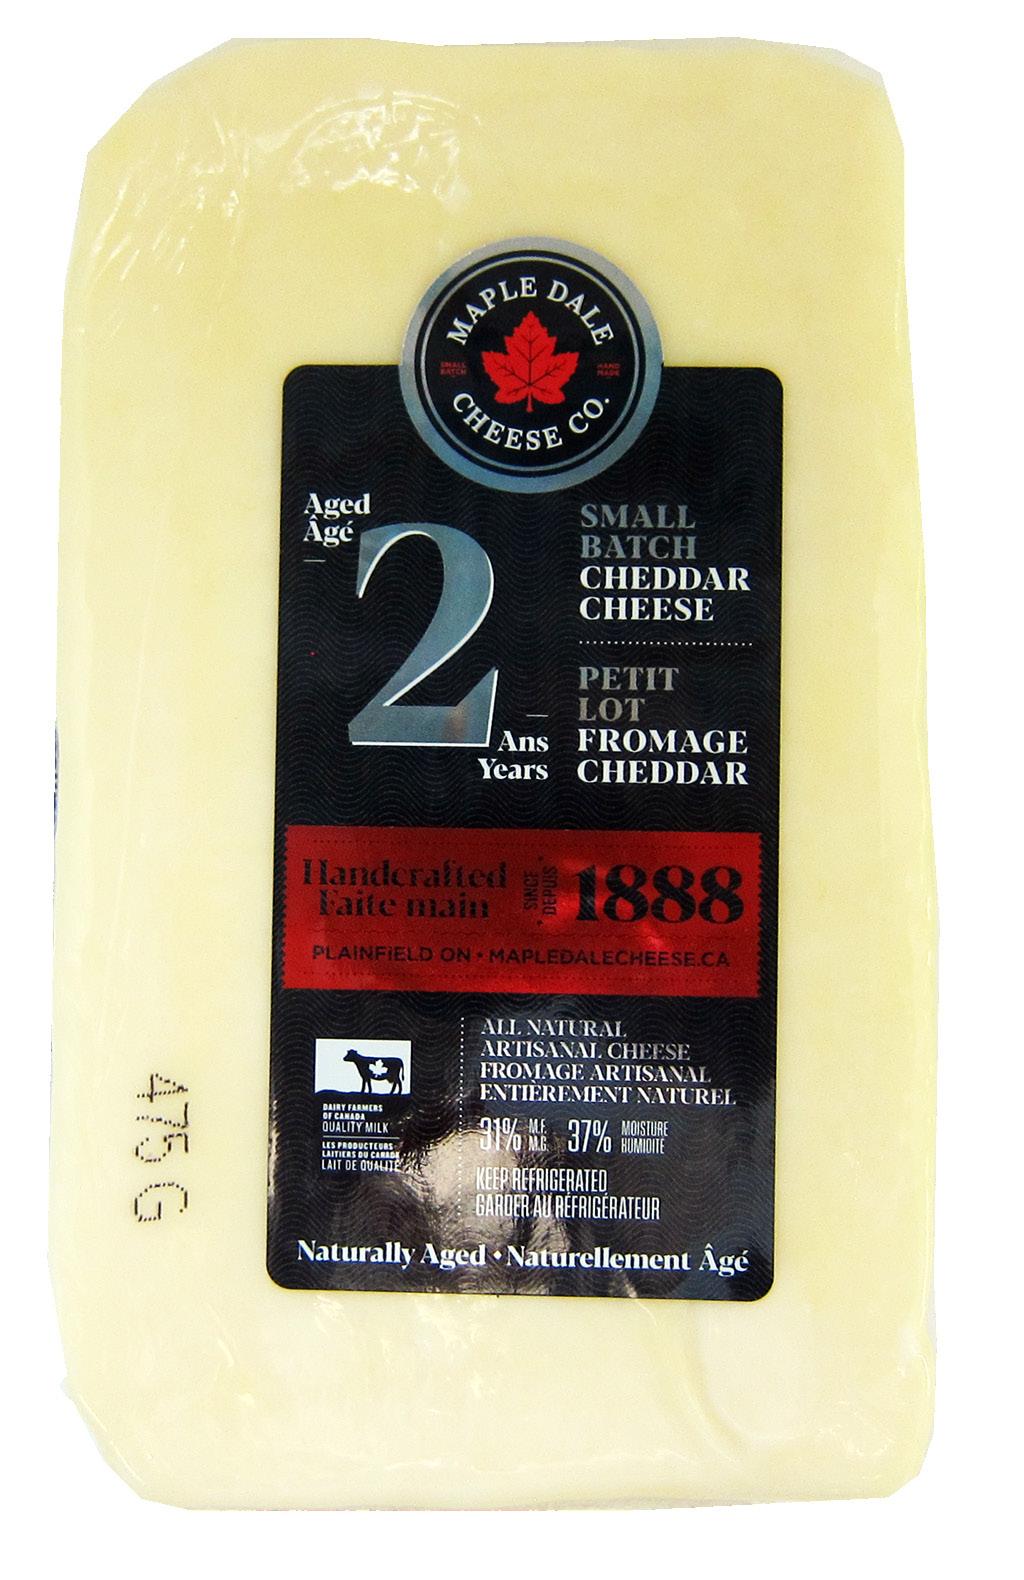 MAPLE DALE
SMALL
BATCH
HAND
MADE
CHEESE CO.
Aged
Âgé
2
Ans
Years
SMALL
BATCH
CHEDDAR
CHEESE
PETIT
LOT
FROMAGE
CHEDDAR
Handcrafted
Faite main
SINCE
DEPUIS
1888
PLAINFIELD ON • MAPLEDALECHEESE.CA
DAIRY FARMERS
OF CANADA
QUALITY MILK
LES PRODUCTEURS
LAITIERS DU CANADA
LAIT DE QUALITÉ
ALL NATURAL
ARTISANAL CHEESE
FROMAGE ARTISANAL
ENTIÈREMENT NATUREL
31% M.F. M.G. 37% MOISTURE HUMIDITÉ
KEEP REFRIGERATED
GARDER AU RÉFRIGÉRATEUR
Naturally Aged • Naturellement Âgé
475 G